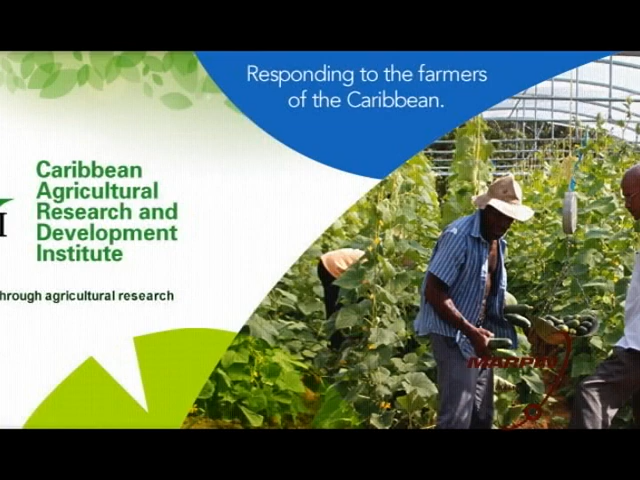 Responding to the farmers
of the Caribbean.
Caribbean
Agricultural
Research and
Development
Institute
hrough agricultural research